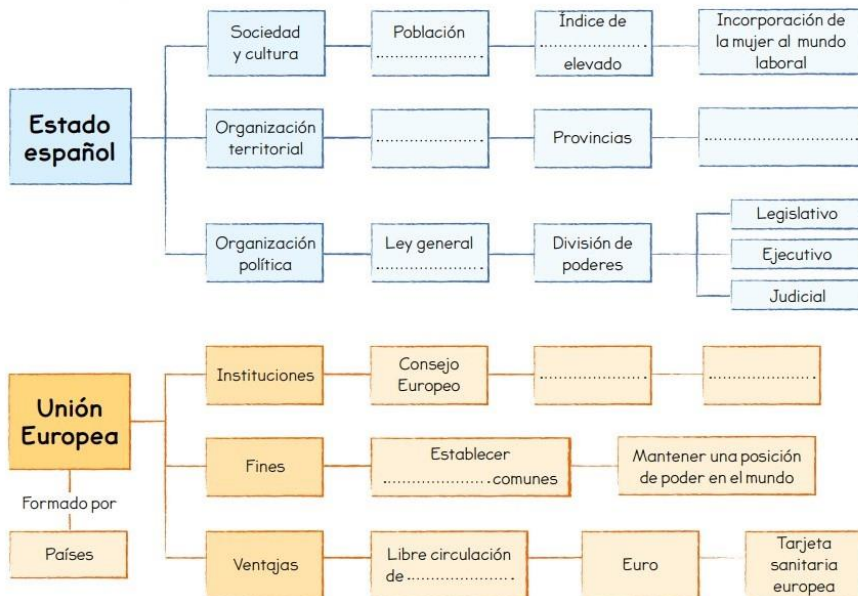 Estado
español
Sociedad
y cultura
Población
....................
Índice de
....................
elevado
Incorporación de
la mujer al mundo
laboral
Organización
territorial
....................
Provincias
............................
Organización
política
Ley general
....................
División de
poderes
Legislativo
Ejecutivo
Judicial
Unión
Europea
Formado por
Países
Instituciones
Consejo
Europeo
....................
....................
Fines
Establecer
.................... comunes
Mantener una posición
de poder en el mundo
Ventajas
Libre circulación
de .....................
Euro
Tarjeta
sanitaria
europea